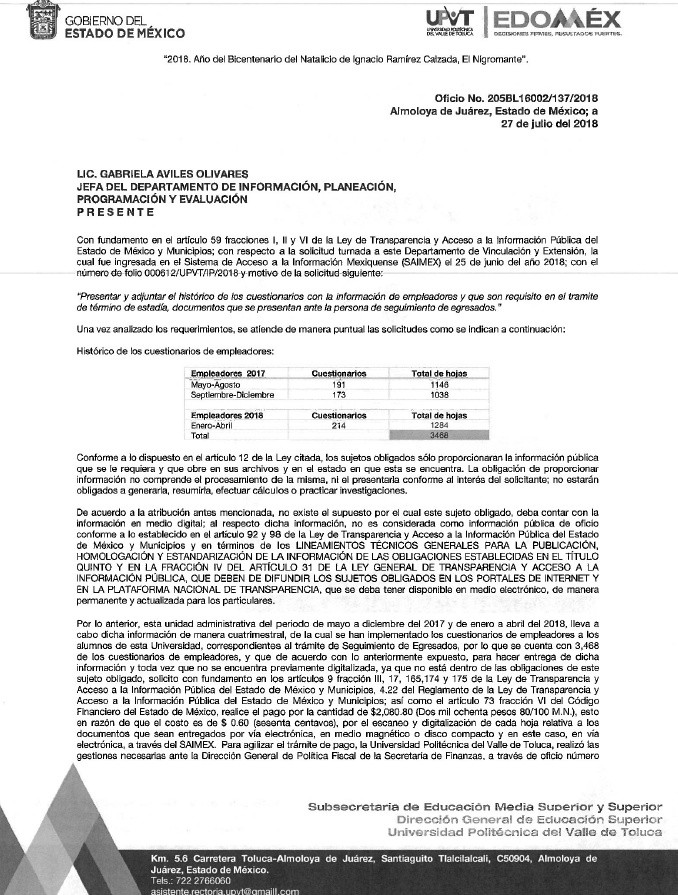 GOBIERNO DEL
ESTADO DE MÉXICO
UPVT
UNIVERSIDAD POLITÉCNICA
DEL VALLE DE TOLUCA
EDOMÉX
DECISIONES FIRMES, RESULTADOS FUERTES.
"2018. Año del Bicentenario del Natalicio de Ignacio Ramírez Calzada, El Nigromante".
Oficio No. 205BL16002/137/2018
Almoloya de Juárez, Estado de México; a
27 de julio del 2018
LIC. GABRIELA AVILES OLIVARES
JEFA DEL DEPARTAMENTO DE INFORMACIÓN, PLANEACIÓN,
PROGRAMACIÓN Y EVALUACIÓN
P R E S E N T E
Con fundamento en el artículo 59 fracciones I, II y VI de la Ley de Transparencia y Acceso a la Información Pública del
Estado de México y Municipios; con respecto a la solicitud turnada a este Departamento de Vinculación y Extensión, la
cual fue ingresada en el Sistema de Acceso a la Información Mexiquense (SAIMEX) el 25 de junio del año 2018; con el
número de folio 000612/UPVT/IP/2018 y motivo de la solicitud siguiente:
"Presentar y adjuntar el histórico de los cuestionarios con la información de empleadores y que son requisito en el tramite
de término de estadía, documentos que se presentan ante la persona de seguimiento de egresados."
Una vez analizado los requerimientos, se atiende de manera puntual las solicitudes como se indican a continuación:
Histórico de los cuestionarios de empleadores:
Empleadores 2017 Cuestionarios Total de hojas
Mayo-Agosto 191 1146
Septiembre-Diciembre 173 1038
Empleadores 2018 Cuestionarios Total de hojas
Enero-Abril 214 1284
Total 3468
Conforme a lo dispuesto en el artículo 12 de la Ley citada, los sujetos obligados sólo proporcionaran la información pública
que se le requiera y que obre en sus archivos y en el estado en que esta se encuentra. La obligación de proporcionar
información no comprende el procesamiento de la misma, ni el presentarla conforme al interés del solicitante; no estarán
obligados a generarla, resumirla, efectuar cálculos o practicar investigaciones.
De acuerdo a la atribución antes mencionada, no existe el supuesto por el cual este sujeto obligado, deba contar con la
información en medio digital; al respecto dicha información, no es considerada como información pública de oficio
conforme a lo establecido en el artículo 92 y 98 de la Ley de Transparencia y Acceso a la Información Pública del Estado
de México y Municipios y en términos de los LINEAMIENTOS TÉCNICOS GENERALES PARA LA PUBLICACIÓN,
HOMOLOGACIÓN Y ESTANDARIZACIÓN DE LA INFORMACIÓN DE LAS OBLIGACIONES ESTABLECIDAS EN EL TÍTULO
QUINTO Y EN LA FRACCIÓN IV DEL ARTÍCULO 31 DE LA LEY GENERAL DE TRANSPARENCIA Y ACCESO A LA
INFORMACIÓN PÚBLICA, QUE DEBEN DE DIFUNDIR LOS SUJETOS OBLIGADOS EN LOS PORTALES DE INTERNET Y
EN LA PLATAFORMA NACIONAL DE TRANSPARENCIA, que se deba tener disponible en medio electrónico, de manera
permanente y actualizada para los particulares.
Por lo anterior, esta unidad administrativa del periodo de mayo a diciembre del 2017 y de enero a abril del 2018, lleva a
cabo dicha información de manera cuatrimestral, de la cual se han implementado los cuestionarios de empleadores a los
alumnos de esta Universidad, correspondientes al trámite de Seguimiento de Egresados, por lo que se cuenta con 3,468
de los cuestionarios de empleadores, y que de acuerdo con lo anteriormente expuesto, para hacer entrega de dicha
información y toda vez que no se encuentra previamente digitalizada, ya que no está dentro de las obligaciones de este
sujeto obligado, solicito con fundamento en los artículos 9 fracción III, 17, 165,174 y 175 de la Ley de Transparencia y
Acceso a la Información Pública del Estado de México y Municipios, 4.22 del Reglamento de la Ley de Transparencia y
Acceso a la Información Pública del Estado de México y Municipios; así como el artículo 73 fracción VI del Código
Financiero del Estado de México, realice el pago por la cantidad de $2,080.80 (Dos mil ochenta pesos 80/100 M.N.), esto
en razón de que el costo es de $ 0.60 (sesenta centavos), por el escaneo y digitalización de cada hoja relativa a los
documentos que sean entregados por vía electrónica, en medio magnético o disco compacto y en este caso, en vía
electrónica, a través del SAIMEX. Para agilizar el trámite de pago, la Universidad Politécnica del Valle de Toluca, realizó las
gestiones necesarias ante la Dirección General de Política Fiscal de la Secretaría de Finanzas, a través de oficio número
Subsecretaría de Educación Media Superior y Superior
Dirección General de Educación Superior
Universidad Politécnica del Valle de Toluca
Km. 5.6 Carretera Toluca-Almoloya de Juárez, Santiaguito Tlalcilalcali, C50904, Almoloya de
Juárez, Estado de México.
Tels.: 722 2766060
asistente.rectoria.upvt@gmaill.com